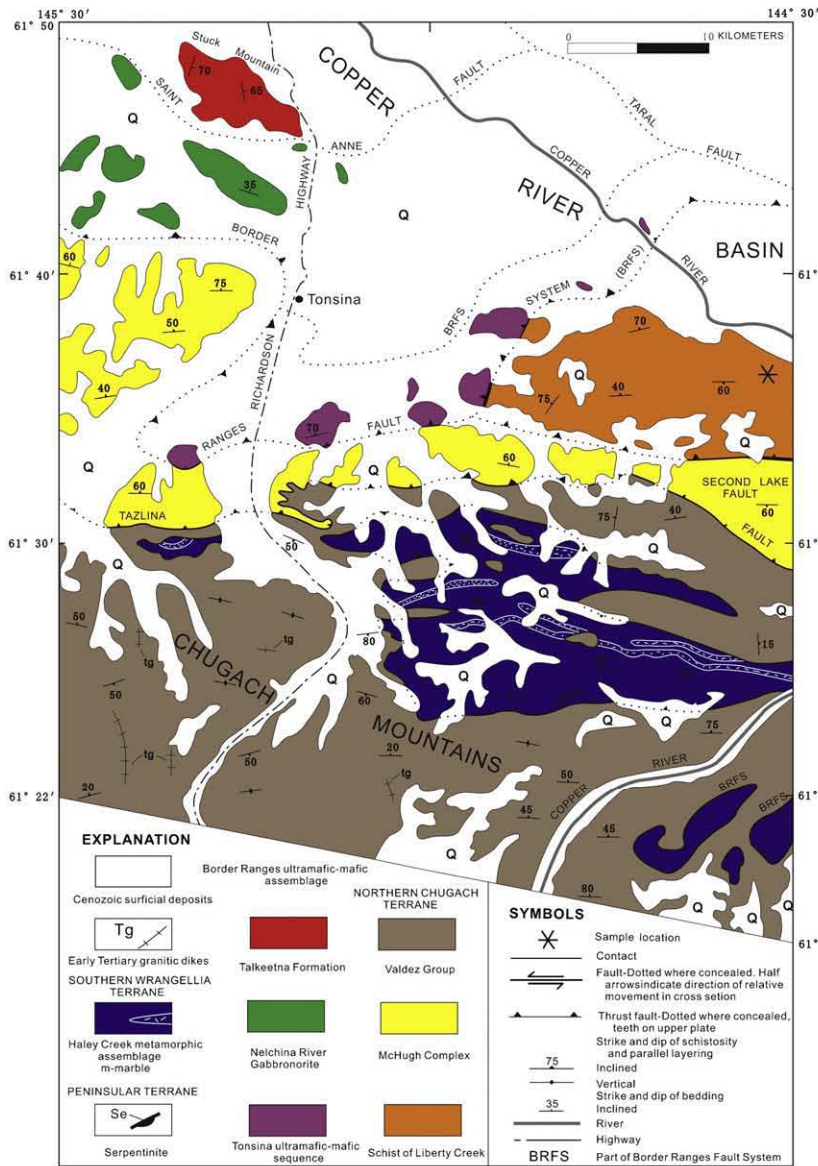 145° 30′
144° 30′
61° 50′
0 10 KILOMETERS
Stuck Mountain
70
65
COPPER
FAULT
SAINT
Q
ANNE
TARAL
FAULT
HIGHWAY
35
COPPER
RIVER
Q
BORDER
(BRFS)
BASIN
RIVER
61° 40′
60
75
50
Tonsina
SYSTEM
BRFS
61°
70
RICHARDSON
Q
40
75
40
60
70
FAULT
RANGES
Q
Q
Q
60
60
SECOND LAKE
FAULT
60
TAZLINA
75
40
FAULT
61° 30′
50
61°
Q
Q
Q
Q
50
80
15
tg
tg
CHUGACH
50
Q
60
Q
MOUNTAINS
Q
Q
75
tg
50
20
tg
RIVER
50
BRFS
BRFS
61° 22′
20
45
COPPER
45
61°
Q
80
Q
Q
Q
61°
EXPLANATION
Cenozoic surficial deposits
Border Ranges ultramafic-mafic
assemblage
Tg
Early Tertiary granitic dikes
Talkeetna Formation
NORTHERN CHUGACH
TERRANE
Valdez Group
SOUTHERN WRANGELLIA
TERRANE
Haley Creek metamorphic
assemblage
m-marble
Nelchina River
Gabbronorite
McHugh Complex
PENINSULAR TERRANE
Se
Serpentinite
Tonsina ultramafic-mafic
sequence
Schist of Liberty Creek
SYMBOLS
Sample location
Contact
Fault-Dotted where concealed. Half
arrowsindicate direction of relative
movement in cross setion
Thrust fault-Dotted where concealed,
teeth on upper plate
Strike and dip of schistosity
and parallel layering
75
Inclined
Vertical
Strike and dip of bedding
35
Inclined
River
Highway
BRFS Part of Border Ranges Fault System